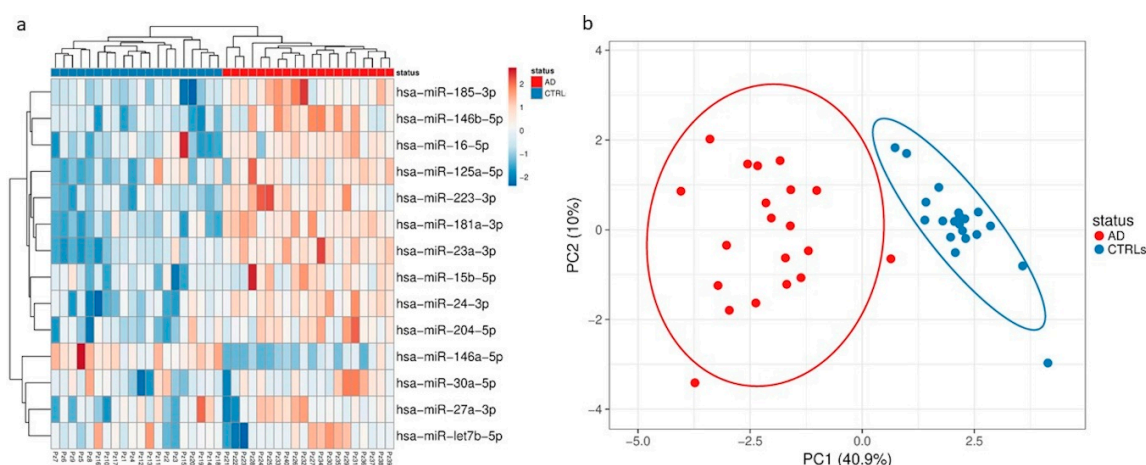 a
b
status
status
AD
CTRLs
2
1
0
−1
−2
hsa−miR−185−3p
hsa−miR−146b−5p
hsa−miR−16−5p
hsa−miR−125a−5p
hsa−miR−223−3p
hsa−miR−181a−3p
hsa−miR−23a−3p
hsa−miR−15b−5p
hsa−miR−24−3p
hsa−miR−204−5p
hsa−miR−146a−5p
hsa−miR−30a−5p
hsa−miR−27a−3p
hsa−miR−let7b−5p
4
2
0
−2
−4
PC2 (10%)
−5.0
−2.5
0.0
2.5
PC1 (40.9%)
status
AD
CTRLs